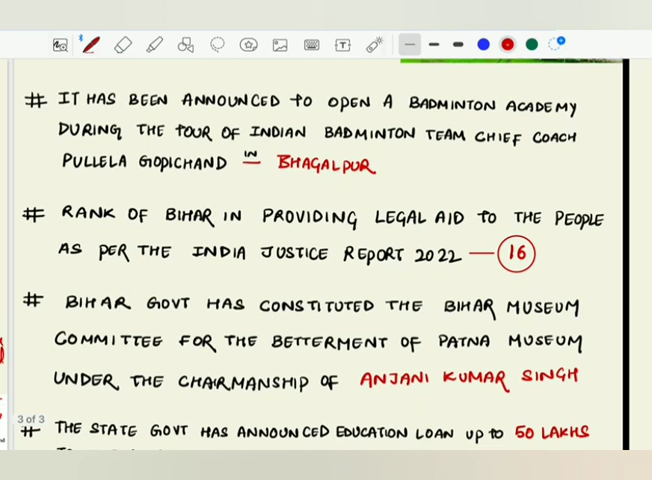 # IT HAS BEEN ANNOUNCED TO OPEN A BADMINTON ACADEMY
DURING THE TOUR OF INDIAN BADMINTON TEAM CHIEF COACH
PULLELA GOPICHAND IN BHAGALPUR
# RANK OF BIHAR IN PROVIDING LEGAL AID TO THE PEOPLE
AS PER THE INDIA JUSTICE REPORT 2022 — 16
# BIHAR GOVT HAS CONSTITUTED THE BIHAR MUSEUM
COMMITTEE FOR THE BETTERMENT OF PATNA MUSEUM
UNDER THE CHAIRMANSHIP OF ANJANI KUMAR SINGH
3 of 3
# THE STATE GOVT HAS ANNOUNCED EDUCATION LOAN UP TO 50 LAKHS